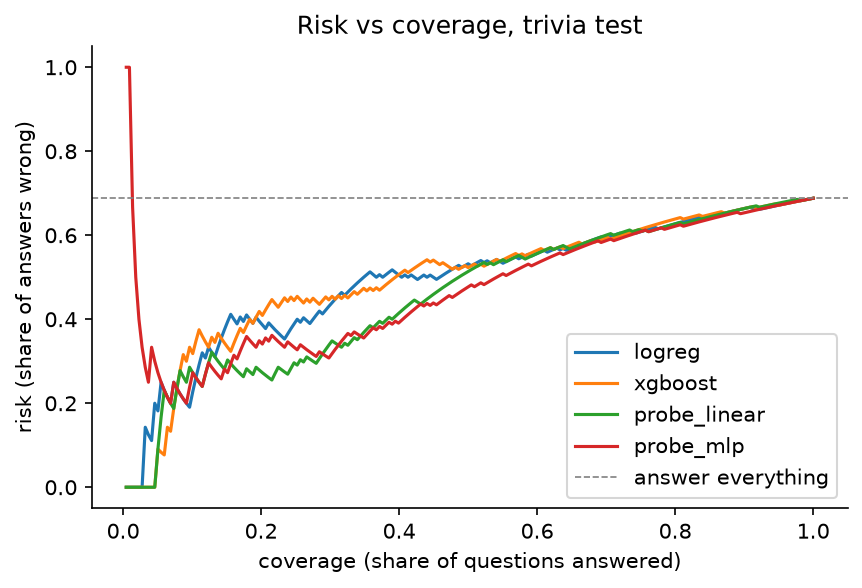 Risk vs coverage, trivia test
risk (share of answers wrong)
1.0
0.8
0.6
0.4
0.2
0.0
logreg
xgboost
probe_linear
probe_mlp
answer everything
0.0 0.2 0.4 0.6 0.8 1.0
coverage (share of questions answered)